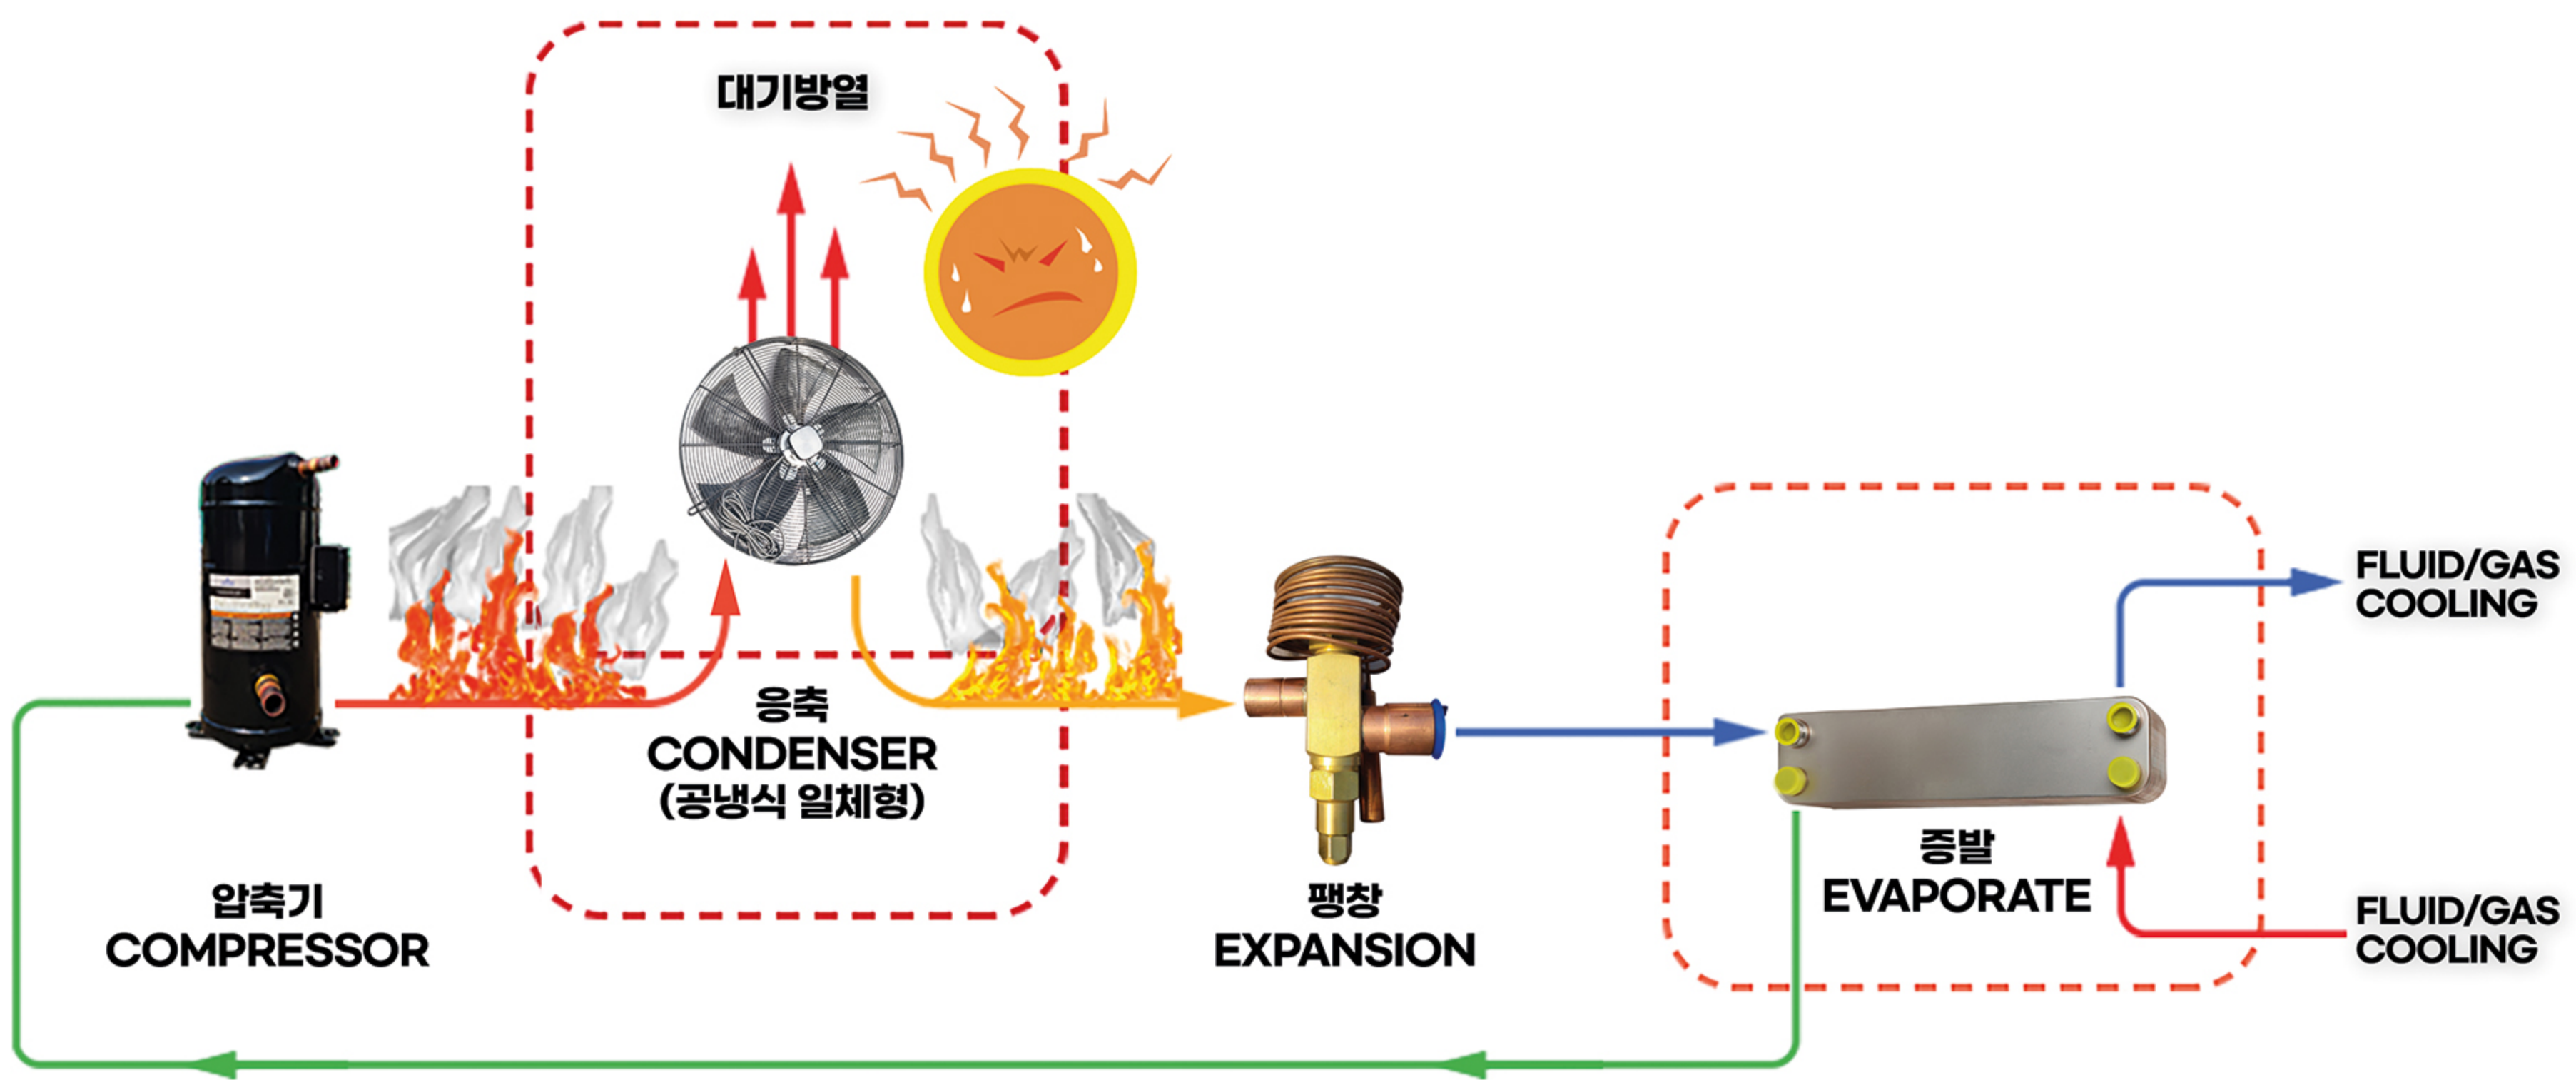 대기방열
응축
CONDENSER
(공냉식 일체형)
압축기
COMPRESSOR
팽창
EXPANSION
증발
EVAPORATE
FLUID/GAS
COOLING
FLUID/GAS
COOLING